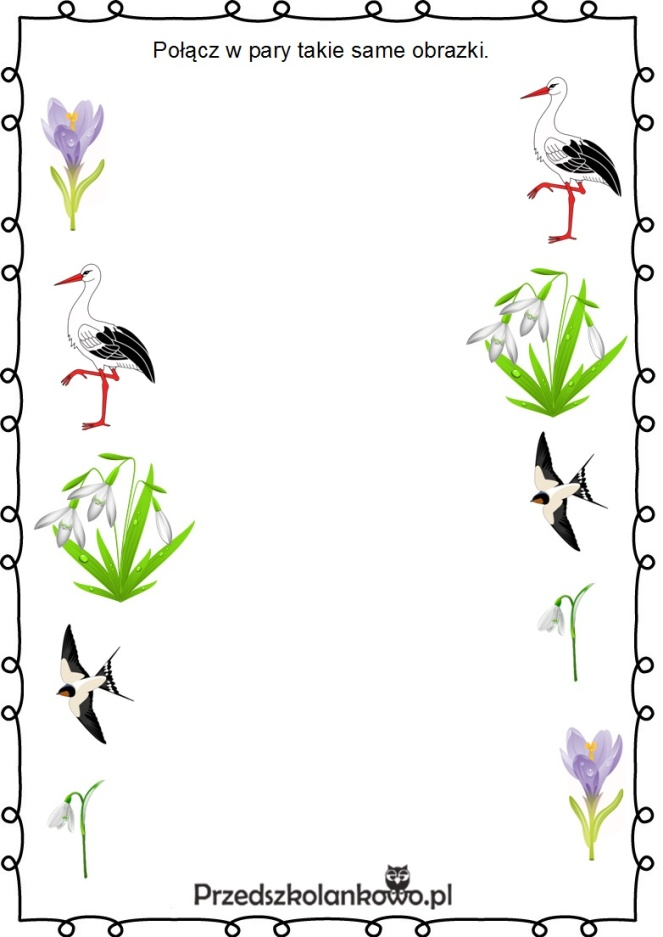 Połącz w pary takie same obrazki.
Przedszkolankowo.pl